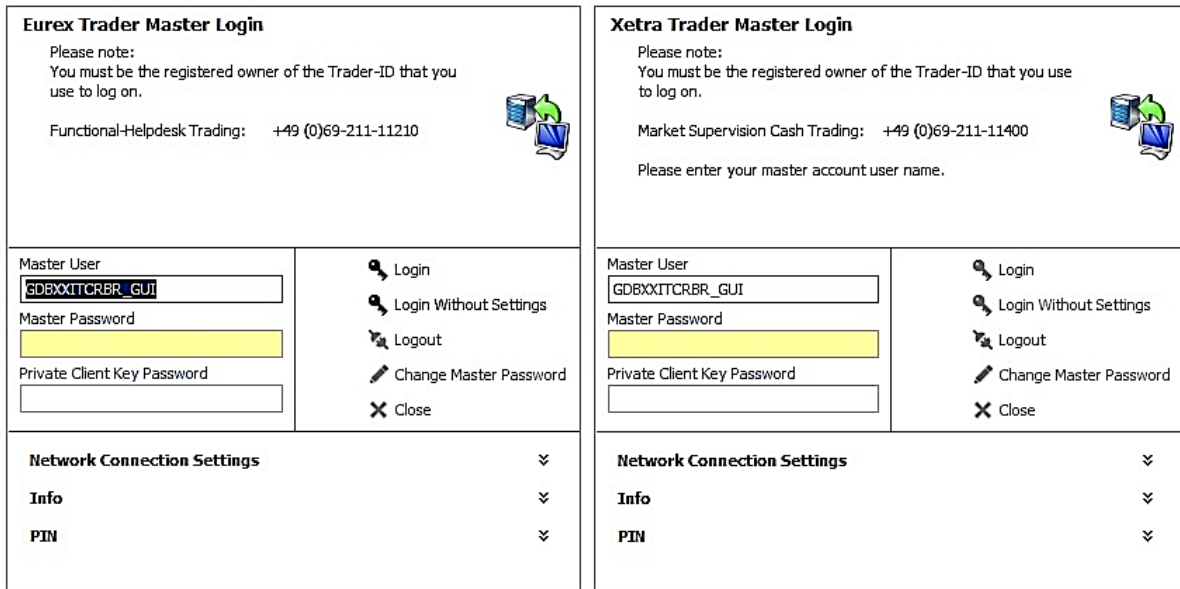 Eurex Trader Master Login
Please note:
You must be the registered owner of the Trader-ID that you
use to log on.
Functional-Helpdesk Trading: +49 (0)69-211-11210
Master User
GDBXXITCRBR_GUI
Master Password
Private Client Key Password
Login
Login Without Settings
Logout
Change Master Password
Close
Network Connection Settings
Info
PIN
Xetra Trader Master Login
Please note:
You must be the registered owner of the Trader-ID that you use
to log on.
Market Supervision Cash Trading: +49 (0)69-211-11400
Please enter your master account user name.
Master User
GDBXXITCRBR_GUI
Master Password
Private Client Key Password
Login
Login Without Settings
Logout
Change Master Password
Close
Network Connection Settings
Info
PIN